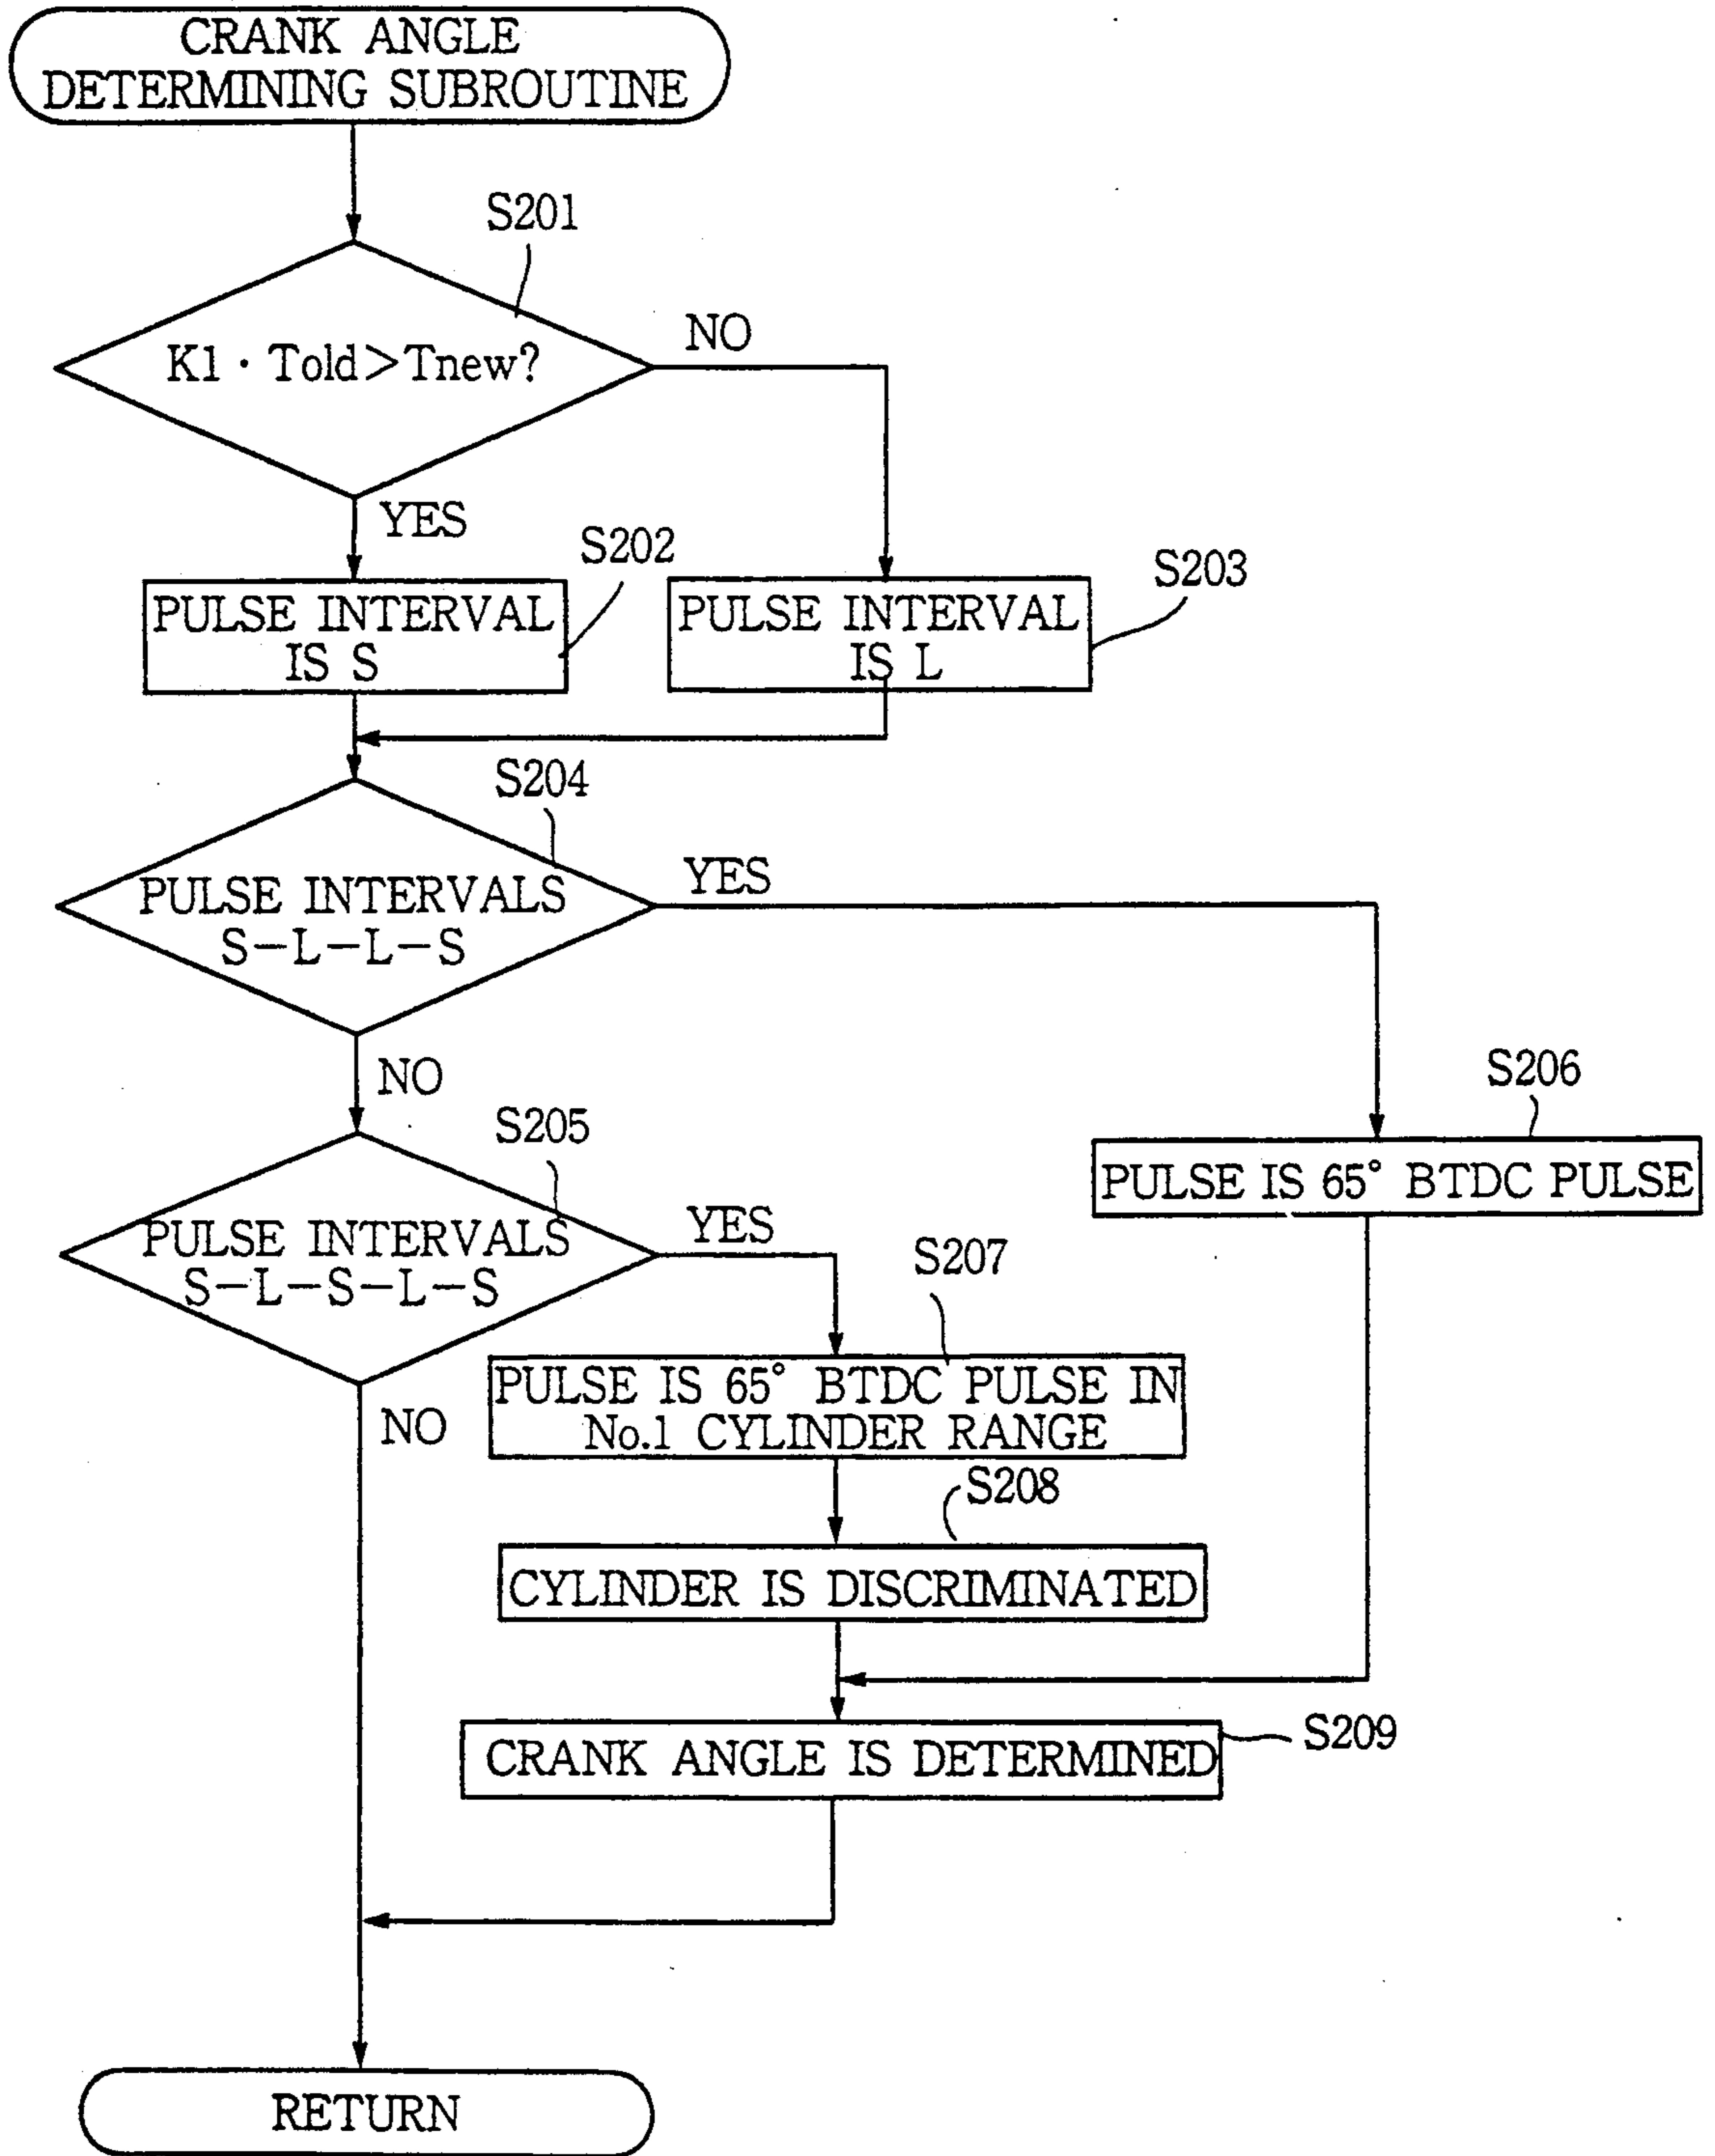 CRANK ANGLE
DETERMINING SUBROUTINE
S201
K1 · Told>Tnew?
NO
YES
S202
S203
PULSE INTERVAL
IS S
PULSE INTERVAL
IS L
S204
PULSE INTERVALS
S-L-L-S
YES
NO
S206
PULSE IS 65° BTDC PULSE
S205
PULSE INTERVALS
S-L-S-L-S
YES
NO
S207
PULSE IS 65° BTDC PULSE IN
No.1 CYLINDER RANGE
S208
CYLINDER IS DISCRIMINATED
S209
CRANK ANGLE IS DETERMINED
RETURN